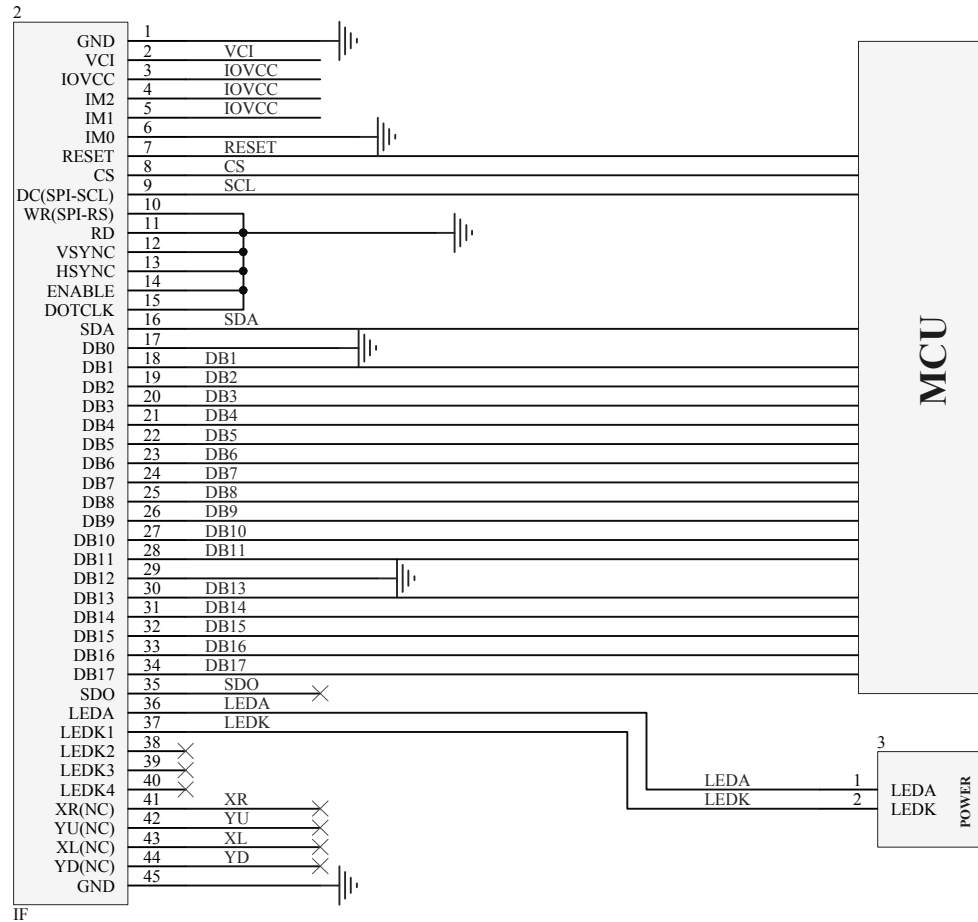 2
GND 1
VCI 2 VCI
IOVCC 3 IOVCC
IM2 4 IOVCC
IM1 5 IOVCC
IM0 6
RESET 7 RESET
CS 8 CS
DC(SPI-SCL) 9 SCL
WR(SPI-RS) 10
RD 11
VSYNC 12
HSYNC 13
ENABLE 14
DOTCLK 15
SDA 16 SDA
DB0 17
DB1 18 DB1
DB2 19 DB2
DB3 20 DB3
DB4 21 DB4
DB5 22 DB5
DB6 23 DB6
DB7 24 DB7
DB8 25 DB8
DB9 26 DB9
DB10 27 DB10
DB11 28 DB11
DB12 29
DB13 30 DB13
DB14 31 DB14
DB15 32 DB15
DB16 33 DB16
DB17 34 DB17
SDO 35 SDO
LEDA 36 LEDA
LEDK1 37 LEDK
LEDK2 38
LEDK3 39
LEDK4 40
XR(NC) 41 XR
YU(NC) 42 YU
XL(NC) 43 XL
YD(NC) 44 YD
GND 45
IF
MCU
3
LEDA 1 LEDA
LEDK 2 LEDK
POWER